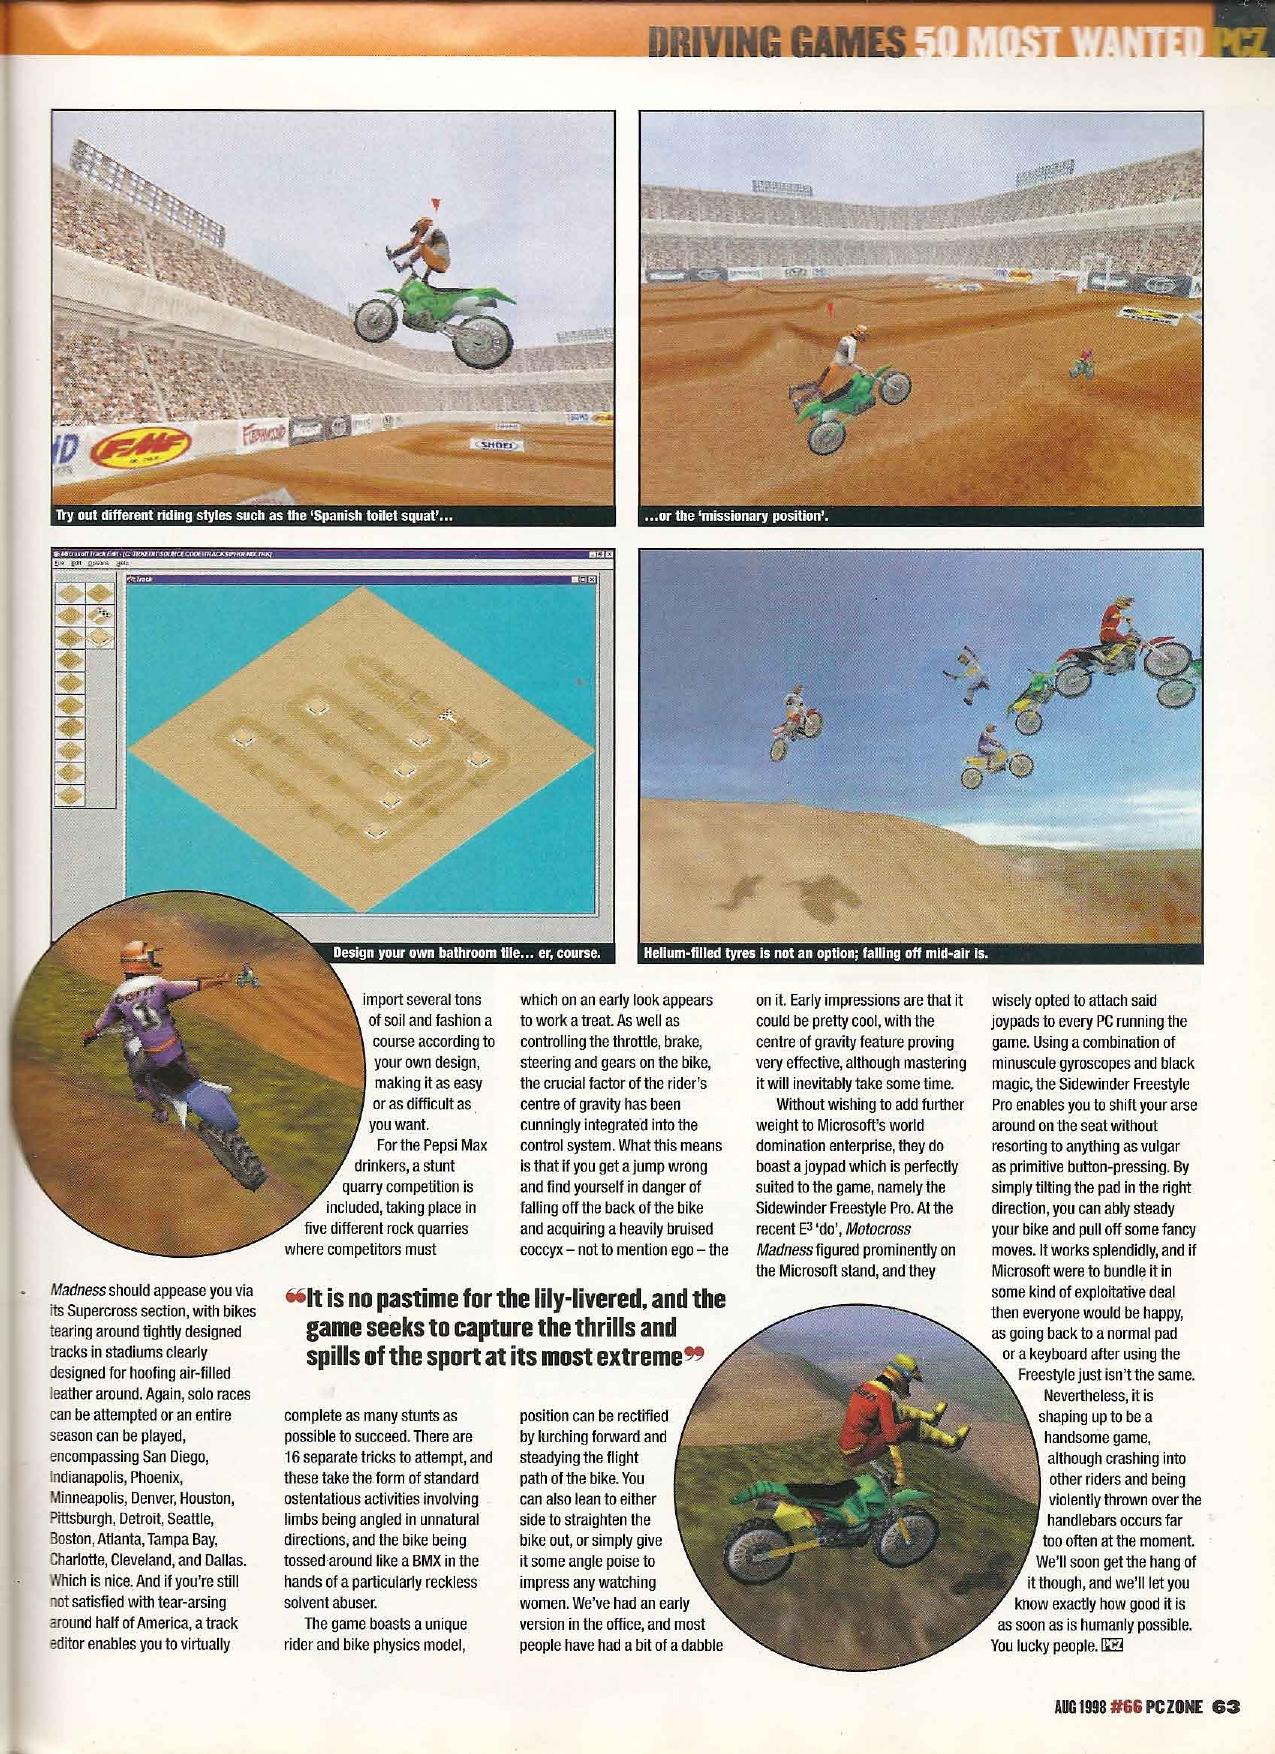 DRIVING GAMES 50 MOST WANTED PCZ
FMF
SHOEI
Try out different riding styles such as the ‘Spanish toilet squat’...
...or the ‘missionary position’.
File Edit Options Help
Track
Design your own bathroom tile... er, course.
Helium-filled tyres is not an option; falling off mid-air is.
Madness should appease you via
its Supercross section, with bikes
tearing around tightly designed
tracks in stadiums clearly
designed for hoofing air-filled
leather around. Again, solo races
can be attempted or an entire
season can be played,
encompassing San Diego,
Indianapolis, Phoenix,
Minneapolis, Denver, Houston,
Pittsburgh, Detroit, Seattle,
Boston, Atlanta, Tampa Bay,
Charlotte, Cleveland, and Dallas.
Which is nice. And if you're still
not satisfied with tear-arsing
around half of America, a track
editor enables you to virtually
import several tons
of soil and fashion a
course according to
your own design,
making it as easy
or as difficult as
you want.
For the Pepsi Max
drinkers, a stunt
quarry competition is
included, taking place in
five different rock quarries
where competitors must
“It is no pastime for the lily-livered, and the
game seeks to capture the thrills and
spills of the sport at its most extreme”
complete as many stunts as
possible to succeed. There are
16 separate tricks to attempt, and
these take the form of standard
ostentatious activities involving
limbs being angled in unnatural
directions, and the bike being
tossed around like a BMX in the
hands of a particularly reckless
solvent abuser.
The game boasts a unique
rider and bike physics model,
which on an early look appears
to work a treat. As well as
controlling the throttle, brake,
steering and gears on the bike,
the crucial factor of the rider's
centre of gravity has been
cunningly integrated into the
control system. What this means
is that if you get a jump wrong
and find yourself in danger of
falling off the back of the bike
and acquiring a heavily bruised
coccyx – not to mention ego – the
position can be rectified
by lurching forward and
steadying the flight
path of the bike. You
can also lean to either
side to straighten the
bike out, or simply give
it some angle poise to
impress any watching
women. We've had an early
version in the office, and most
people have had a bit of a dabble
on it. Early impressions are that it
could be pretty cool, with the
centre of gravity feature proving
very effective, although mastering
it will inevitably take some time.
Without wishing to add further
weight to Microsoft's world
domination enterprise, they do
boast a joypad which is perfectly
suited to the game, namely the
Sidewinder Freestyle Pro. At the
recent E³ ‘do’, Motocross
Madness figured prominently on
the Microsoft stand, and they
wisely opted to attach said
joypads to every PC running the
game. Using a combination of
minuscule gyroscopes and black
magic, the Sidewinder Freestyle
Pro enables you to shift your arse
around on the seat without
resorting to anything as vulgar
as primitive button-pressing. By
simply tilting the pad in the right
direction, you can ably steady
your bike and pull off some fancy
moves. It works splendidly, and if
Microsoft were to bundle it in
some kind of exploitative deal
then everyone would be happy,
as going back to a normal pad
or a keyboard after using the
Freestyle just isn't the same.
Nevertheless, it is
shaping up to be a
handsome game,
although crashing into
other riders and being
violently thrown over the
handlebars occurs far
too often at the moment.
We'll soon get the hang of
it though, and we'll let you
know exactly how good it is
as soon as is humanly possible.
You lucky people. PCZ
AUG 1998 #66 PC ZONE 63